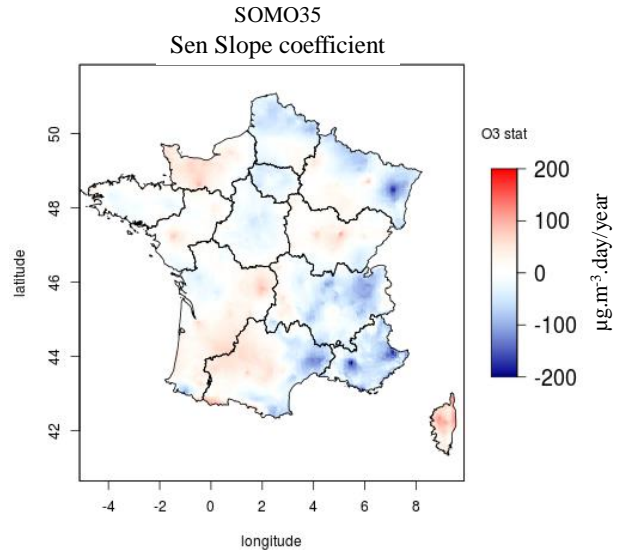 SOMO35
Sen Slope coefficient
50
48
46
44
42
latitude
-4 -2 0 2 4 6 8
longitude
O3 stat
200
100
0
-100
-200
µg.m⁻³.day/year